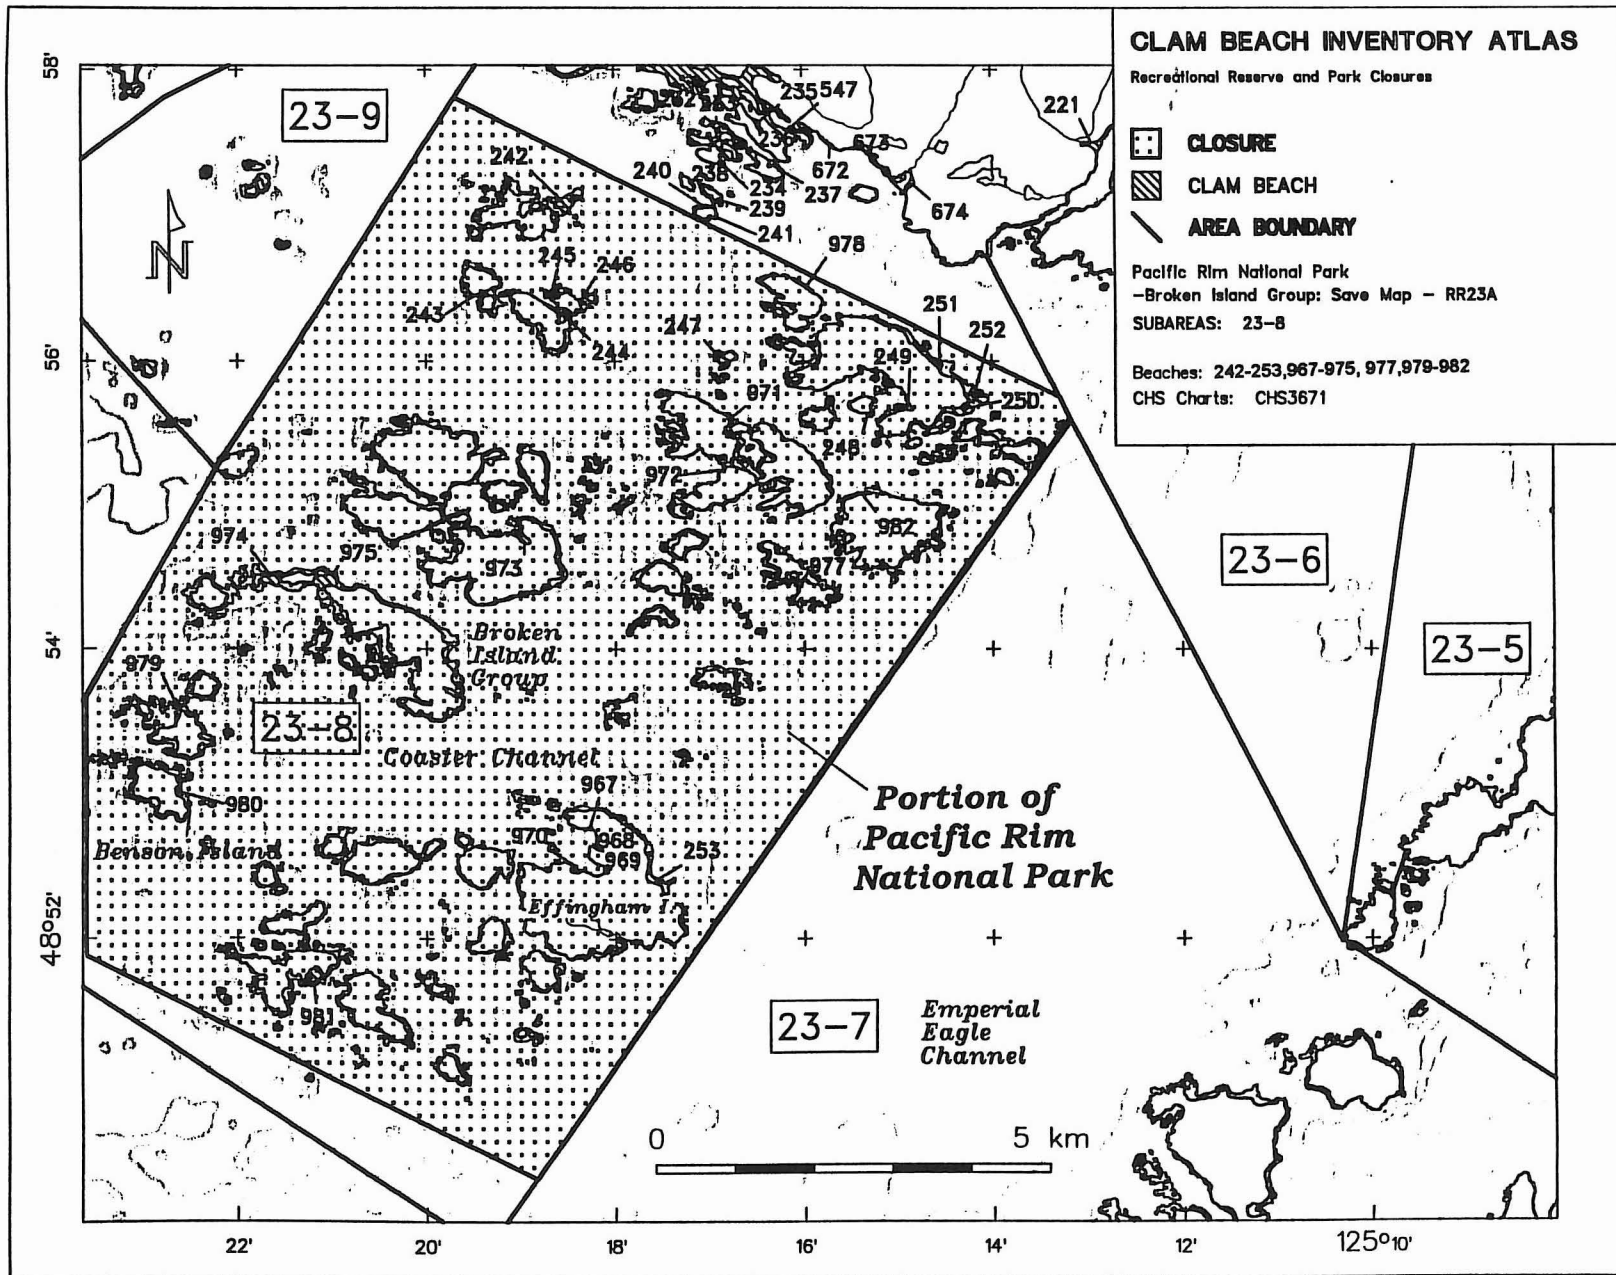 CLAM BEACH INVENTORY ATLAS
Recreational Reserve and Park Closures
CLOSURE
CLAM BEACH
AREA BOUNDARY
Pacific Rim National Park
-Broken Island Group: Save Map - RR23A
SUBAREAS: 23-8
Beaches: 242-253,967-975, 977,979-982
CHS Charts: CHS3671
58'
56'
54'
48°52'
23-9
N
235 547
221
236
673
672
242
240
238
234
237
239
674
241
978
245
246
243
247
251
252
244
249
971
250
248
972
982
974
975
973
977
23-6
Broken
Island
Group
23-5
979
23-8
Coaster Channel
967
980
Portion of
Pacific Rim
National Park
970
968
969
253
Benson Island
Effingham I.
981
23-7
Emperial
Eagle
Channel
0
5 km
22'
20'
18'
16'
14'
12'
125°10'